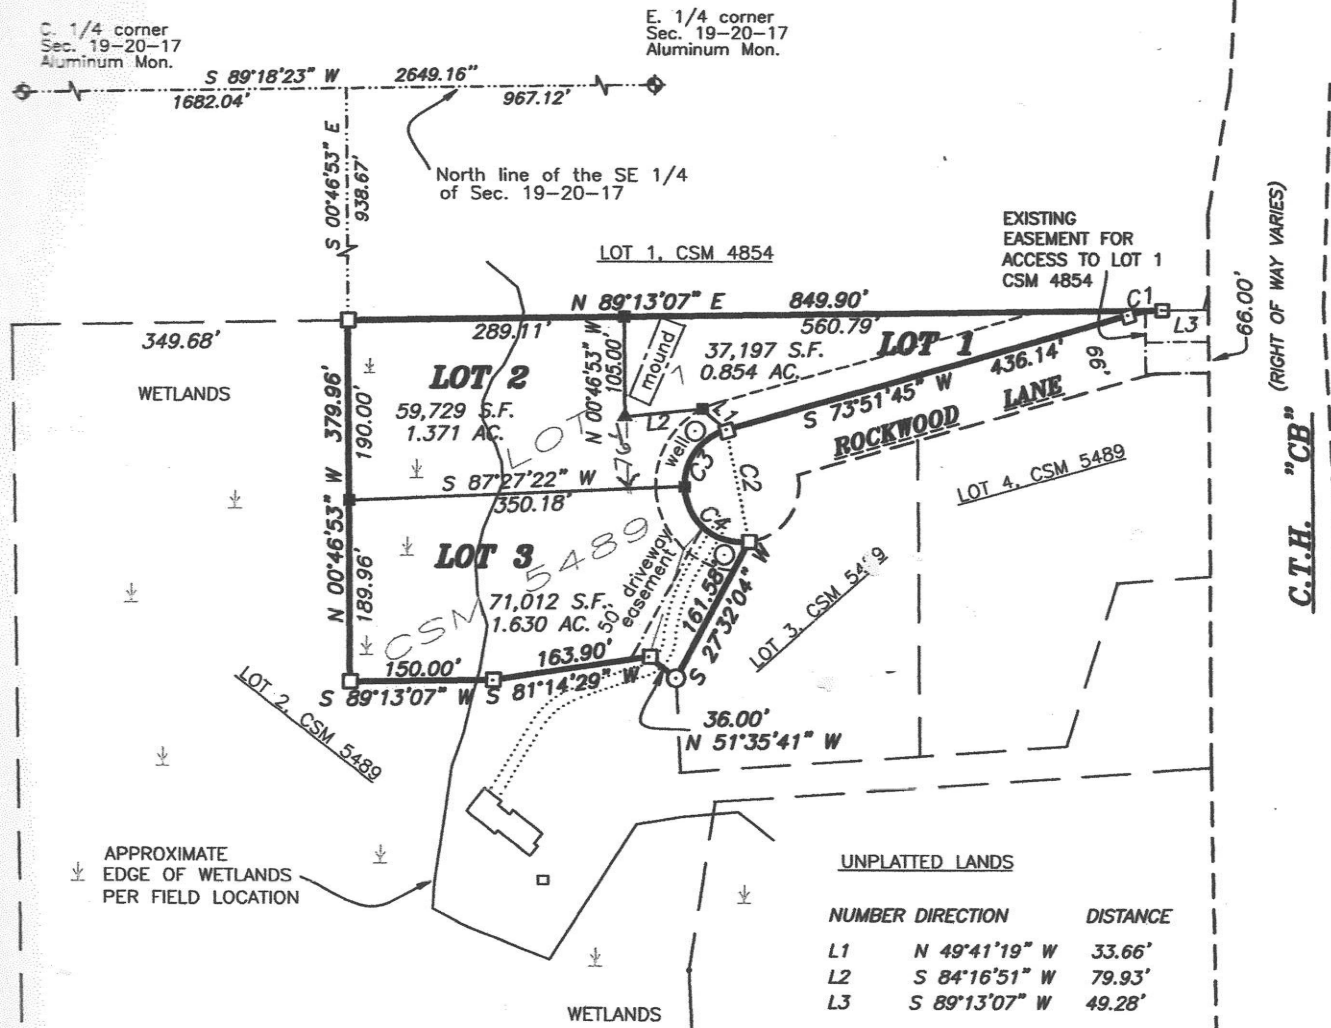 C. 1/4 corner
Sec. 19-20-17
Aluminum Mon.
E. 1/4 corner
Sec. 19-20-17
Aluminum Mon.
S 89°18'23" W 2649.16"
1682.04' 967.12'
S 00°46'53" E
938.67'
North line of the SE 1/4
of Sec. 19-20-17
LOT 1, CSM 4854
EXISTING
EASEMENT FOR
ACCESS TO LOT 1
CSM 4854
66.00'
(RIGHT OF WAY VARIES)
C.T.H. "CB"
N 89°13'07" E 849.90'
289.11' 560.79'
C1
L3
349.68'
WETLANDS
LOT 2
59,729 S.F.
1.371 AC.
N 00°46'53" W
105.00'
mound
37,197 S.F.
0.854 AC.
LOT 1
436.14'
S 73°51'45" W
66'
ROCKWOOD LANE
L1
L2
well
76'
C3
C2
C4
N 00°46'53" W 379.96'
190.00'
189.96'
S 87°27'22" W
350.18'
LOT
CSM 5489
LOT 3
71,012 S.F.
1.630 AC.
50' driveway
easement
161.58'
S 27°32'04" W
LOT 4, CSM 5489
LOT 3, CSM 5489
150.00'
S 89°13'07" W
163.90'
S 81°14'29" W
36.00'
N 51°35'41" W
LOT 2, CSM 5489
APPROXIMATE
EDGE OF WETLANDS
PER FIELD LOCATION
WETLANDS
UNPLATTED LANDS
NUMBER DIRECTION DISTANCE
L1 N 49°41'19" W 33.66'
L2 S 84°16'51" W 79.93'
L3 S 89°13'07" W 49.28'